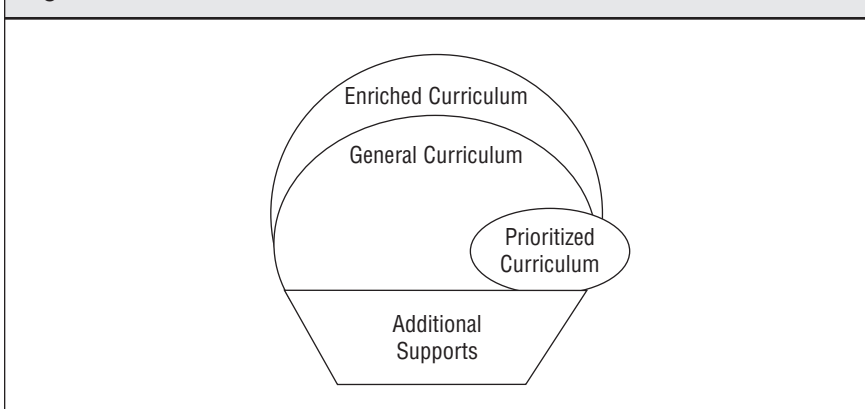 Enriched Curriculum
General Curriculum
Prioritized
Curriculum
Additional
Supports